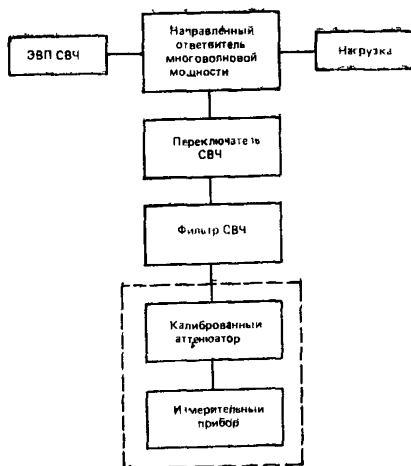 ЭВП СВЧ
Направленный
ответвитель
многоволновой
мощности
Нагрузка
Переключатель
СВЧ
Фильтр СВЧ
Калиброванный
аттенюатор
Измерительный
прибор